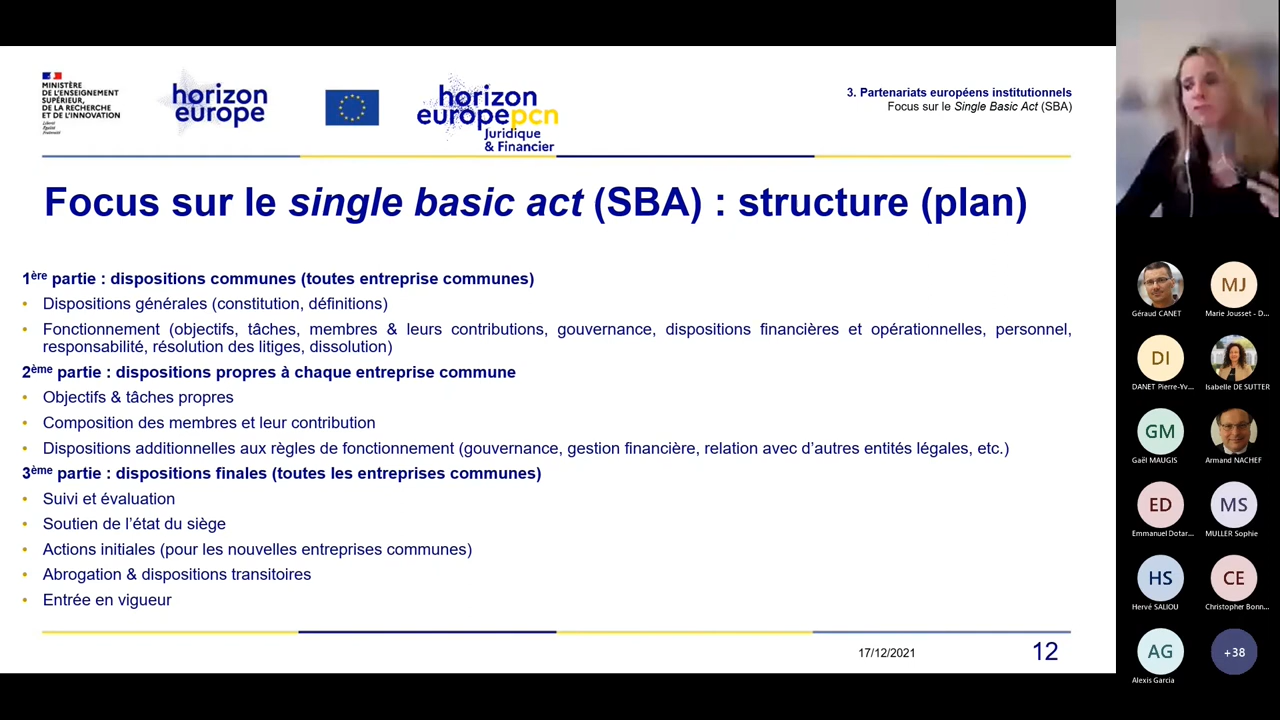 MINISTÈRE
DE L'ENSEIGNEMENT
SUPÉRIEUR,
DE LA RECHERCHE
ET DE L'INNOVATION
Liberté
Égalité
Fraternité
horizon
europe
horizon
europepcn
Juridique
& Financier
3. Partenariats européens institutionnels
Focus sur le Single Basic Act (SBA)
Focus sur le single basic act (SBA) : structure (plan)
1ère partie : dispositions communes (toutes entreprise communes)
• Dispositions générales (constitution, définitions)
• Fonctionnement (objectifs, tâches, membres & leurs contributions, gouvernance, dispositions financières et opérationnelles, personnel,
responsabilité, résolution des litiges, dissolution)
2ème partie : dispositions propres à chaque entreprise commune
• Objectifs & tâches propres
• Composition des membres et leur contribution
• Dispositions additionnelles aux règles de fonctionnement (gouvernance, gestion financière, relation avec d'autres entités légales, etc.)
3ème partie : dispositions finales (toutes les entreprises communes)
• Suivi et évaluation
• Soutien de l'état du siège
• Actions initiales (pour les nouvelles entreprises communes)
• Abrogation & dispositions transitoires
• Entrée en vigueur
17/12/2021
12
MJ
Géraud CANET
Marie Jousset - D...
DI
DANET Pierre-Yv...
Isabelle DE SUTTER
GM
Gaël MAUGIS
Armand NACHEF
ED
MS
Emmanuel Dotar...
MULLER Sophie
HS
CE
Hervé SALIOU
Christopher Bonn...
AG
+38
Alexis Garcia